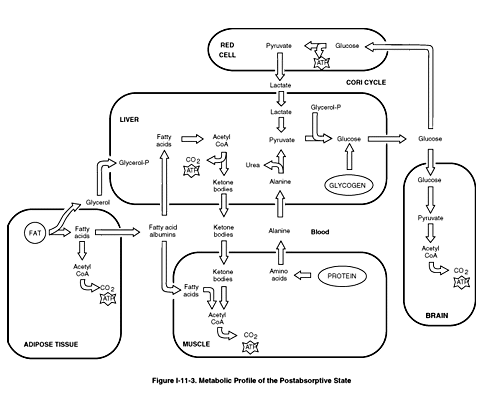 RED
CELL
Pyruvate
Glucose
ATP
Lactate
CORI CYCLE
LIVER
Lactate
Glycerol-P
Fatty
acids
Acetyl
CoA
Pyruvate
Glucose
Glucose
CO2
ATP
Urea
Glycerol-P
Ketone
bodies
Alanine
GLYCOGEN
Glucose
Glycerol
FAT
Fatty
acids
Fatty acid
albumins
Ketone
bodies
Alanine
Blood
Pyruvate
Acetyl
CoA
Acetyl
CoA
CO2
ATP
Ketone
bodies
Amino
acids
PROTEIN
CO2
ATP
Fatty
acids
Acetyl
CoA
BRAIN
CO2
ATP
ADIPOSE TISSUE
MUSCLE
Figure I-11-3. Metabolic Profile of the Postabsorptive State